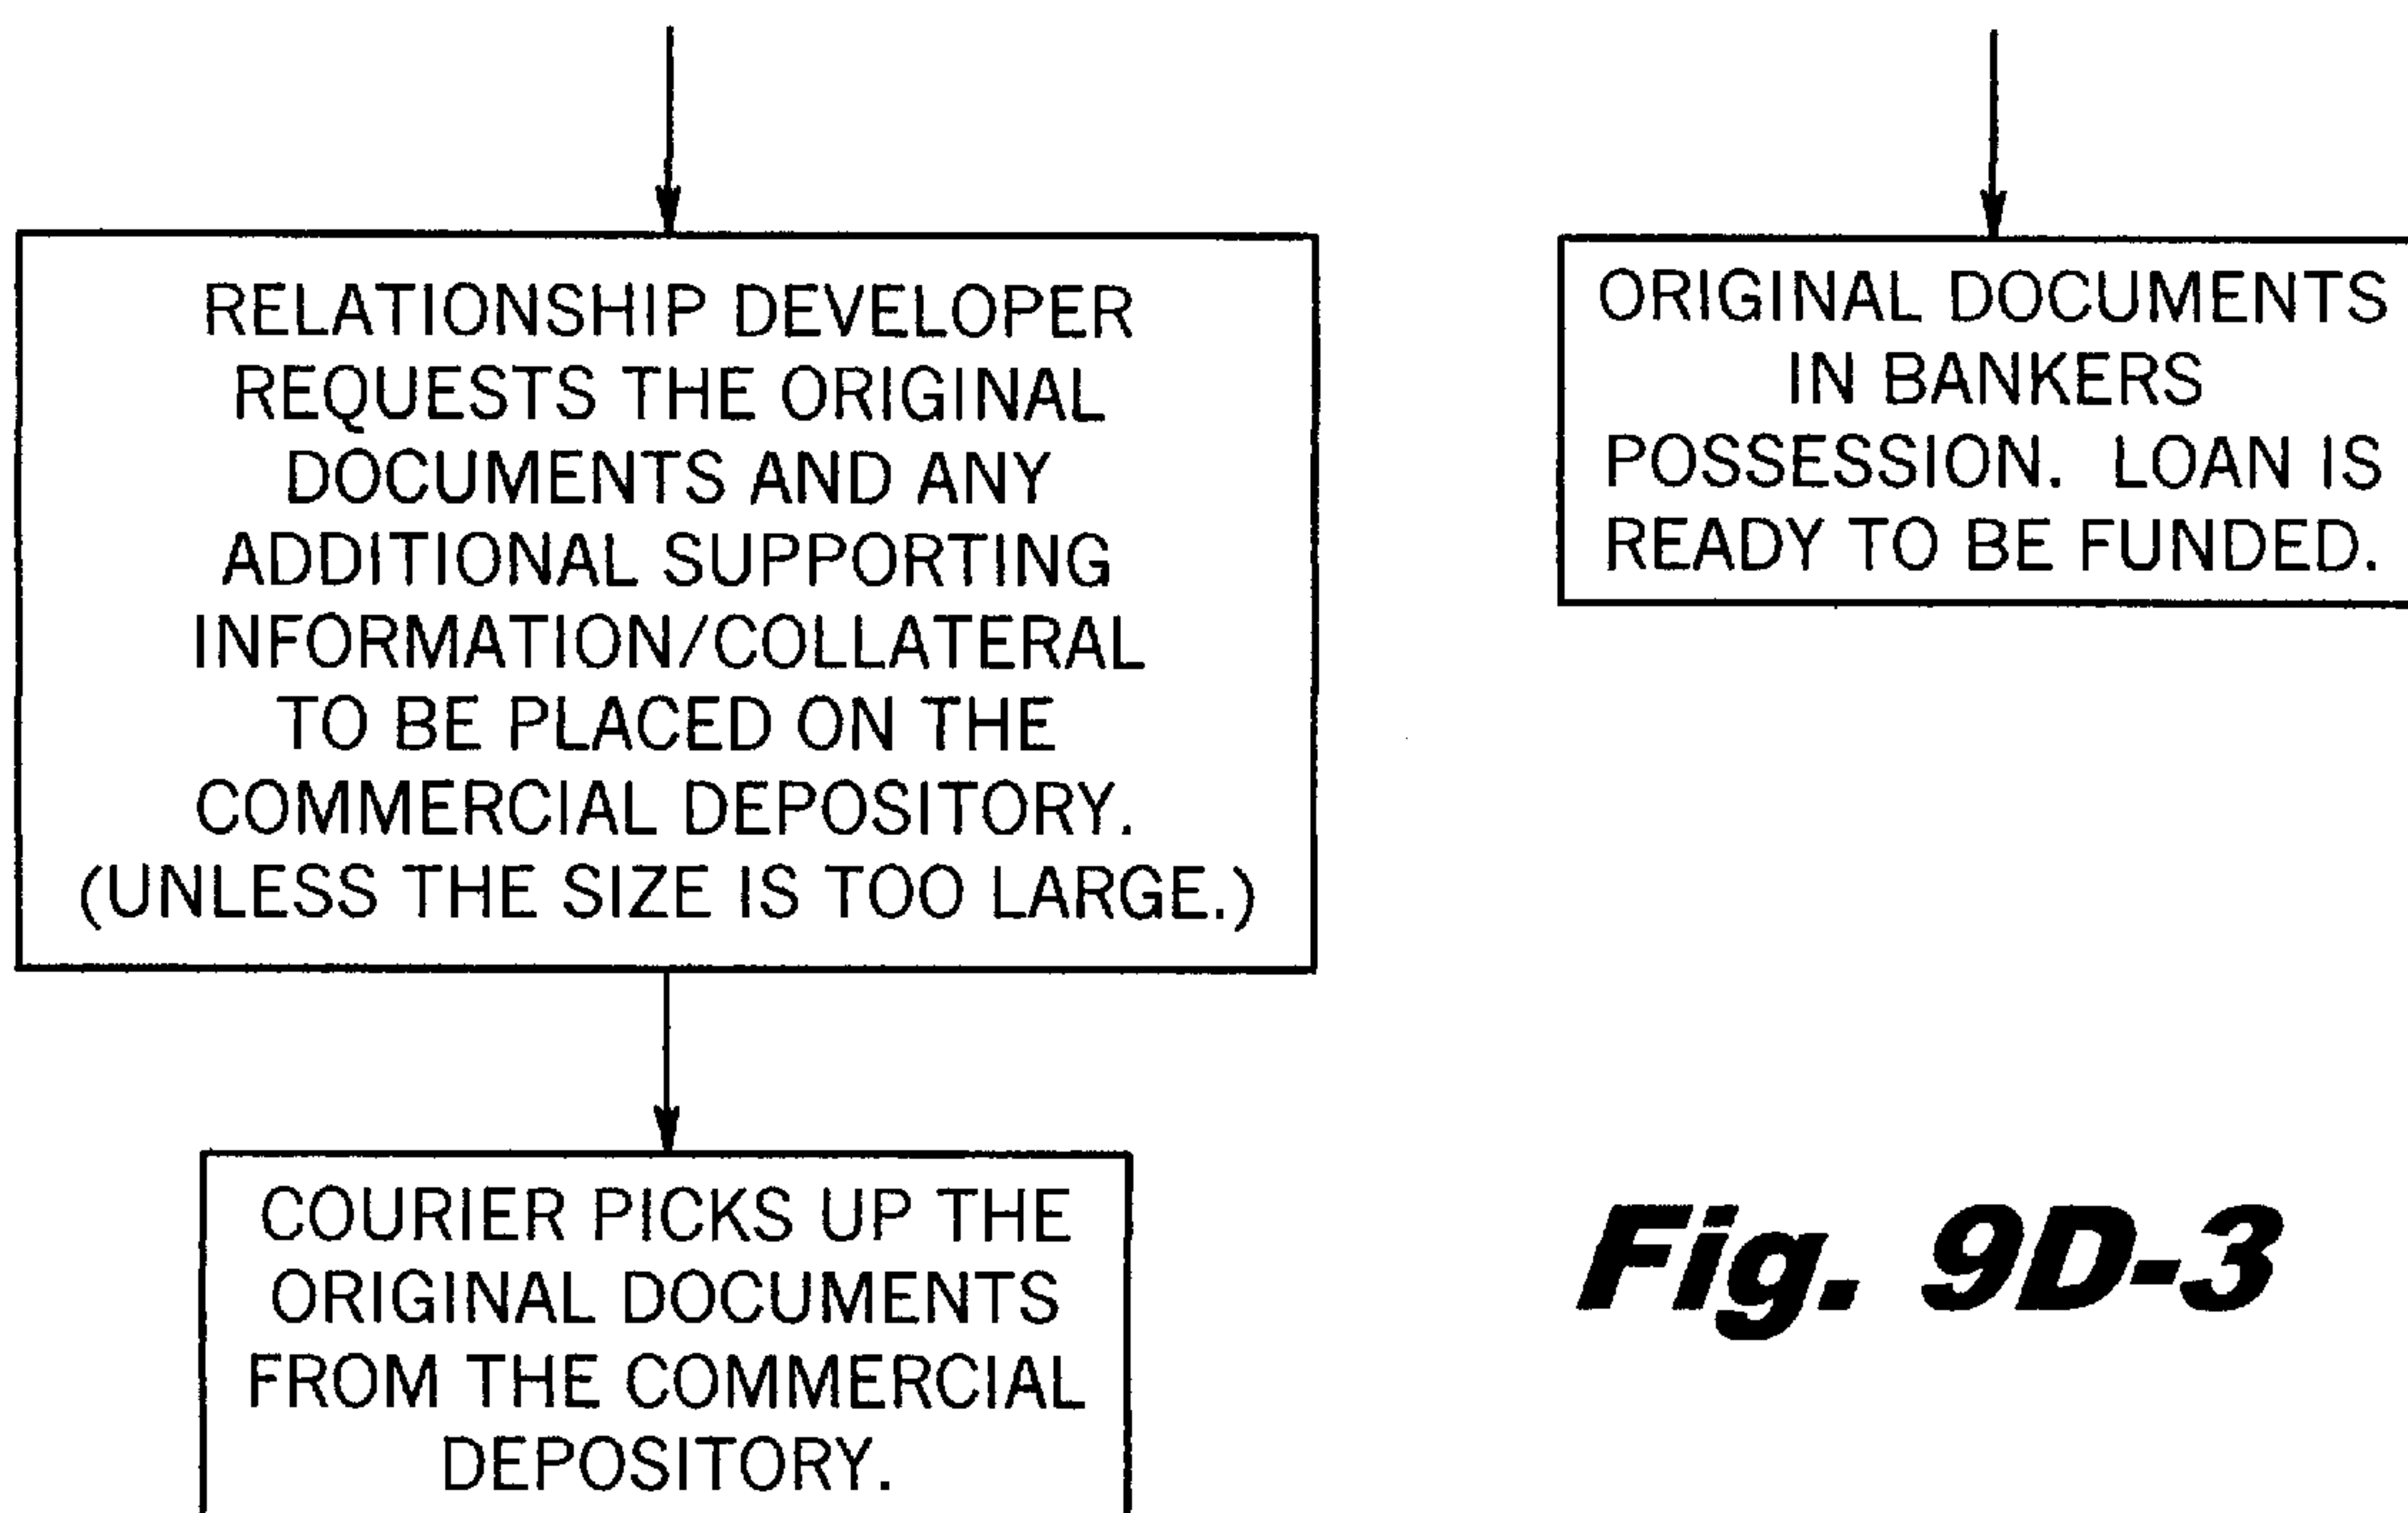 RELATIONSHIP DEVELOPER
REQUESTS THE ORIGINAL
DOCUMENTS AND ANY
ADDITIONAL SUPPORTING
INFORMATION/COLLATERAL
TO BE PLACED ON THE
COMMERCIAL DEPOSITORY.
(UNLESS THE SIZE IS TOO LARGE.)
ORIGINAL DOCUMENTS
IN BANKERS
POSSESSION. LOAN IS
READY TO BE FUNDED.
COURIER PICKS UP THE
ORIGINAL DOCUMENTS
FROM THE COMMERCIAL
DEPOSITORY.
Fig. 9D-3